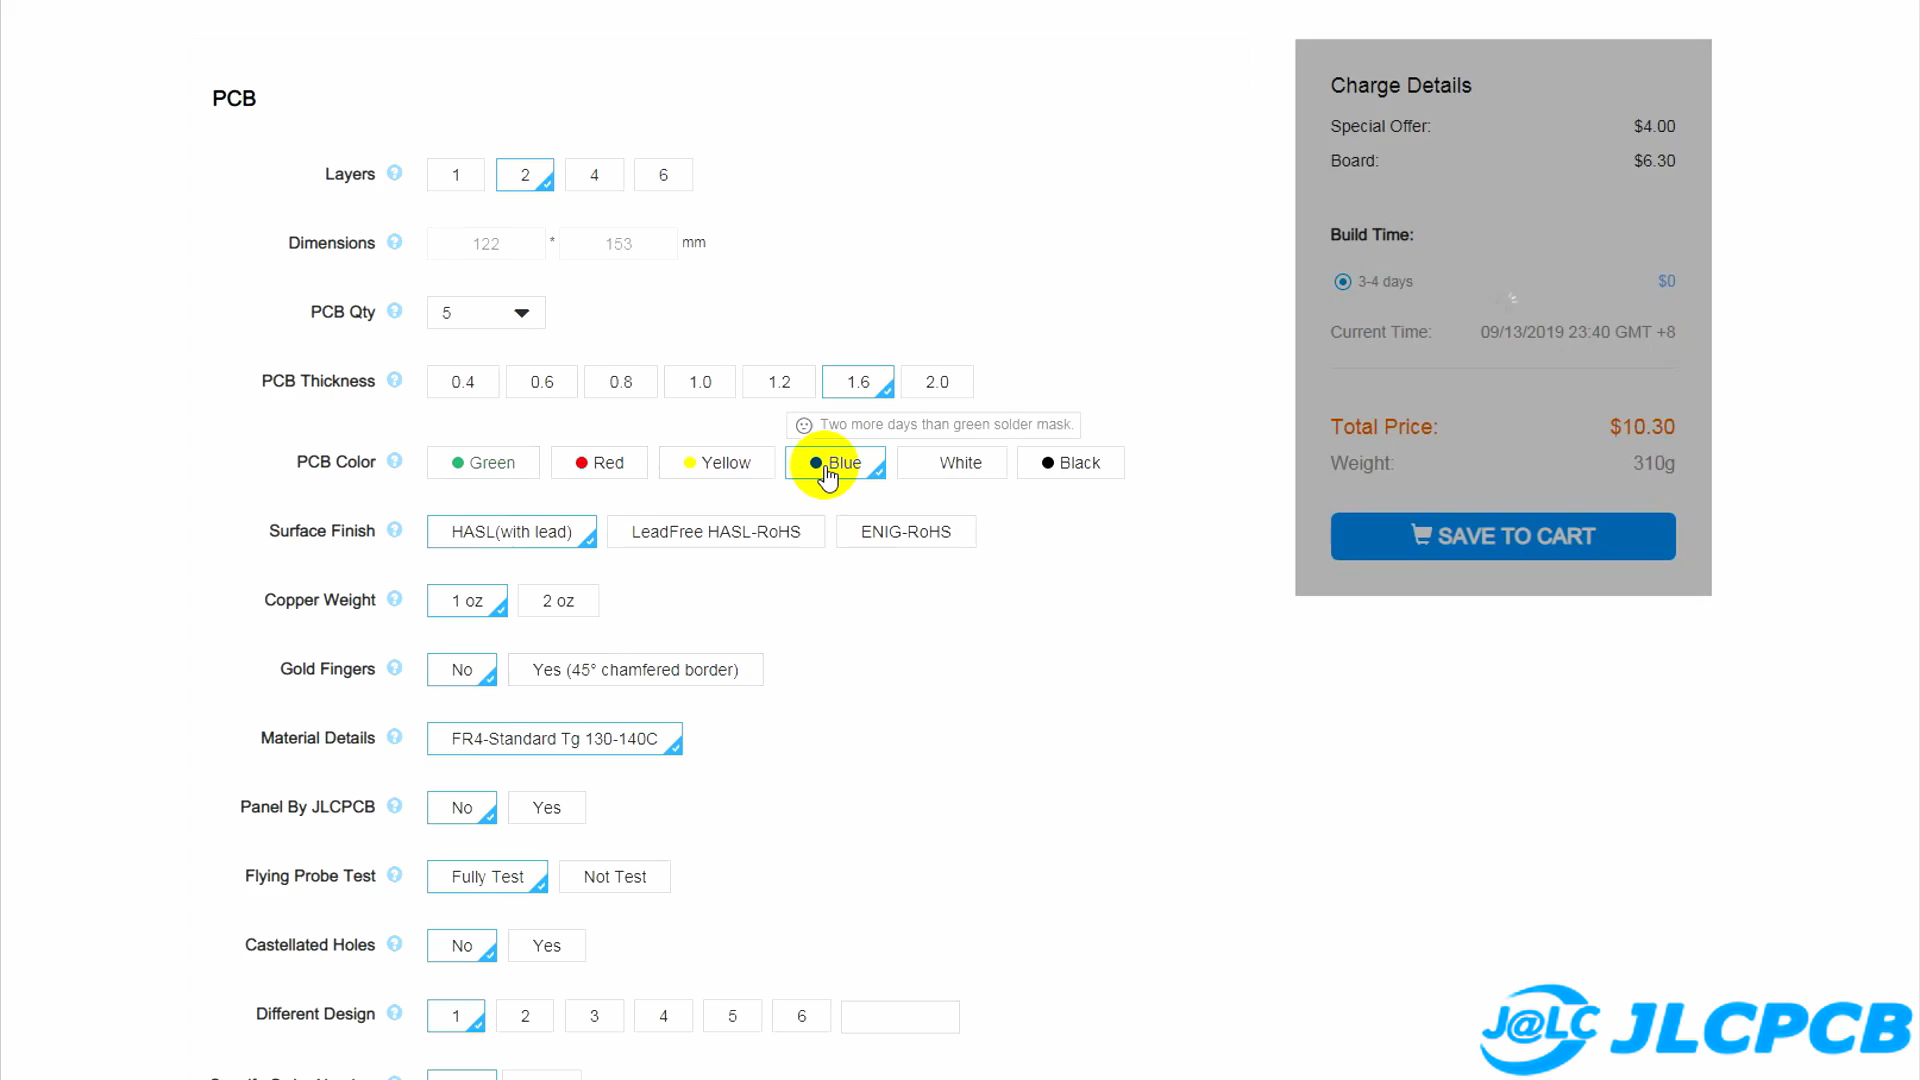 PCB
Layers ? 1 2 4 6
Dimensions ? 122 * 153 mm
PCB Qty ? 5
PCB Thickness ? 0.4 0.6 0.8 1.0 1.2 1.6 2.0
Two more days than green solder mask.
PCB Color ? Green Red Yellow Blue White Black
Surface Finish ? HASL(with lead) LeadFree HASL-RoHS ENIG-RoHS
Copper Weight ? 1 oz 2 oz
Gold Fingers ? No Yes (45° chamfered border)
Material Details ? FR4-Standard Tg 130-140C
Panel By JLCPCB ? No Yes
Flying Probe Test ? Fully Test Not Test
Castellated Holes ? No Yes
Different Design ? 1 2 3 4 5 6
Charge Details
Special Offer: $4.00
Board: $6.30
Build Time:
3-4 days $0
Current Time: 09/13/2019 23:40 GMT +8
Total Price: $10.30
Weight: 310g
SAVE TO CART
J@LC JLCPCB